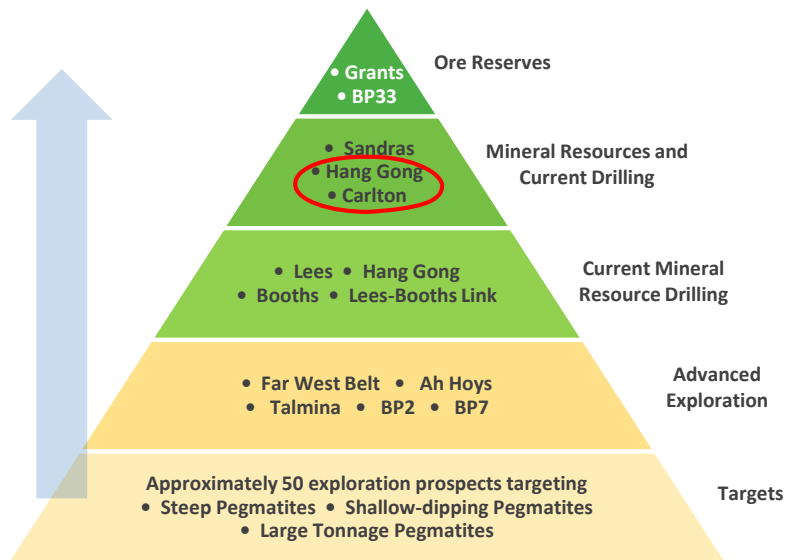 • Grants
• BP33
Ore Reserves
• Sandras
• Hang Gong
• Carlton
Mineral Resources and
Current Drilling
• Lees • Hang Gong
• Booths • Lees-Booths Link
Current Mineral
Resource Drilling
• Far West Belt • Ah Hoys
• Talmina • BP2 • BP7
Advanced
Exploration
Approximately 50 exploration prospects targeting
• Steep Pegmatites • Shallow-dipping Pegmatites
• Large Tonnage Pegmatites
Targets